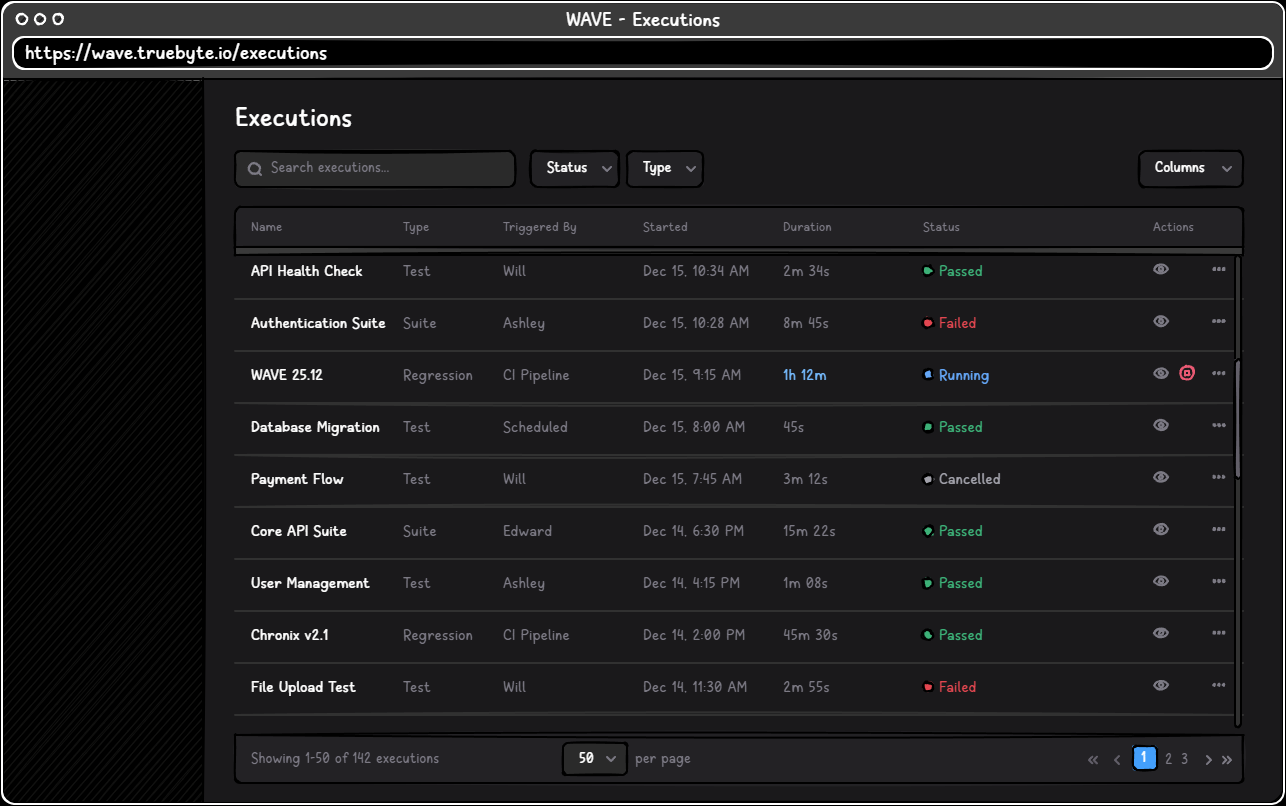 WAVE - Executions
https://wave.truebyte.io/executions
Executions
Search executions... Status Type Columns
Name Type Triggered By Started Duration Status Actions
API Health Check Test Will Dec 15, 10:34 AM 2m 34s Passed
Authentication Suite Suite Ashley Dec 15, 10:28 AM 8m 45s Failed
WAVE 25.12 Regression CI Pipeline Dec 15, 9:15 AM 1h 12m Running
Database Migration Test Scheduled Dec 15, 8:00 AM 45s Passed
Payment Flow Test Will Dec 15, 7:45 AM 3m 12s Cancelled
Core API Suite Suite Edward Dec 14, 6:30 PM 15m 22s Passed
User Management Test Ashley Dec 14, 4:15 PM 1m 08s Passed
Chronix v2.1 Regression CI Pipeline Dec 14, 2:00 PM 45m 30s Passed
File Upload Test Test Will Dec 14, 11:30 AM 2m 55s Failed
Showing 1-50 of 142 executions 50 per page « ‹ 1 2 3 › »